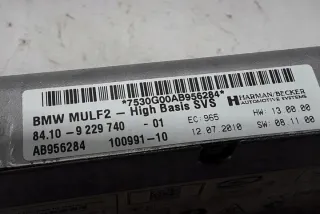 *7530G00AB956284*
BMW MULF2 - High Basis SVS
HARMAN/BECKER
AUTOMOTIVE SYSTEMS
84.10 - 9 229 740 - 01
EC: 965
HW: 13.00.00
AB956284
100991-10
12.07.2010
SW: 08.11.00